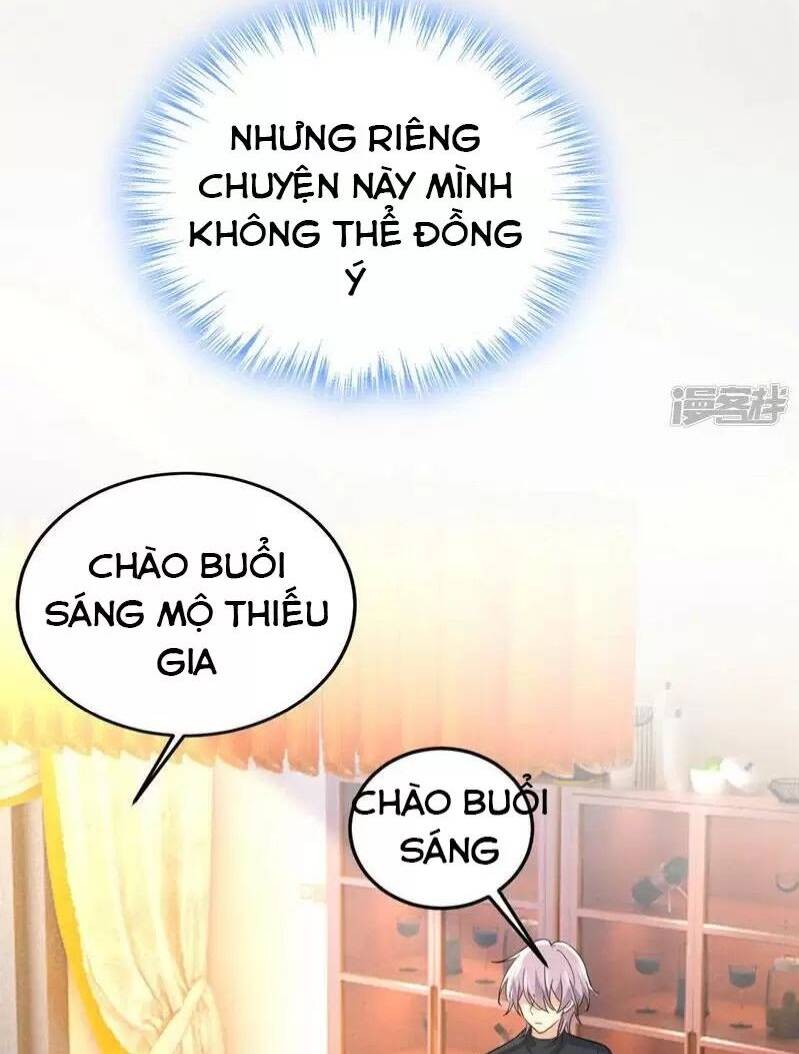 NHƯNG RIÊNG
CHUYỆN NÀY MÌNH
KHÔNG THỂ ĐỒNG
Ý
漫客栈
CHÀO BUỔI
SÁNG MỘ THIẾU
GIA
CHÀO BUỔI
SÁNG